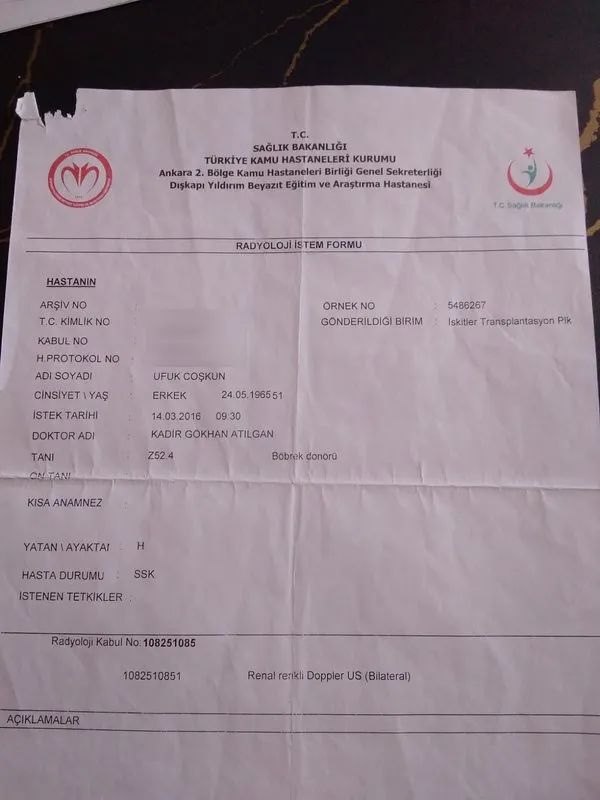 T.C.
SAĞLIK BAKANLIĞI
TÜRKİYE KAMU HASTANELERİ KURUMU
Ankara 2. Bölge Kamu Hastaneleri Birliği Genel Sekreterliği
Dışkapı Yıldırım Beyazıt Eğitim ve Araştırma Hastanesi
T.C. Sağlık Bakanlığı
RADYOLOJİ İSTEM FORMU
HASTANIN
ARŞİV NO
ÖRNEK NO : 5486267
T.C. KİMLİK NO
GÖNDERİLDİĞİ BİRİM : Iskitler Transplantasyon Plk
KABUL NO
H.PROTOKOL NO :
ADI SOYADI : UFUK COŞKUN
CİNSİYET \ YAŞ : ERKEK 24.05.1965 51
İSTEK TARİHİ : 14.03.2016 09:30
DOKTOR ADI : KADİR GÖKHAN ATILGAN
TANI : Z52.4 Böbrek donörü
ÖN TANI
KISA ANAMNEZ :
YATAN \ AYAKTAI : H
HASTA DURUMU : SSK
İSTENEN TETKİKLER :
Radyoloji Kabul No: 108251085
1082510851 Renal renkli Doppler US (Bilateral)
AÇIKLAMALAR